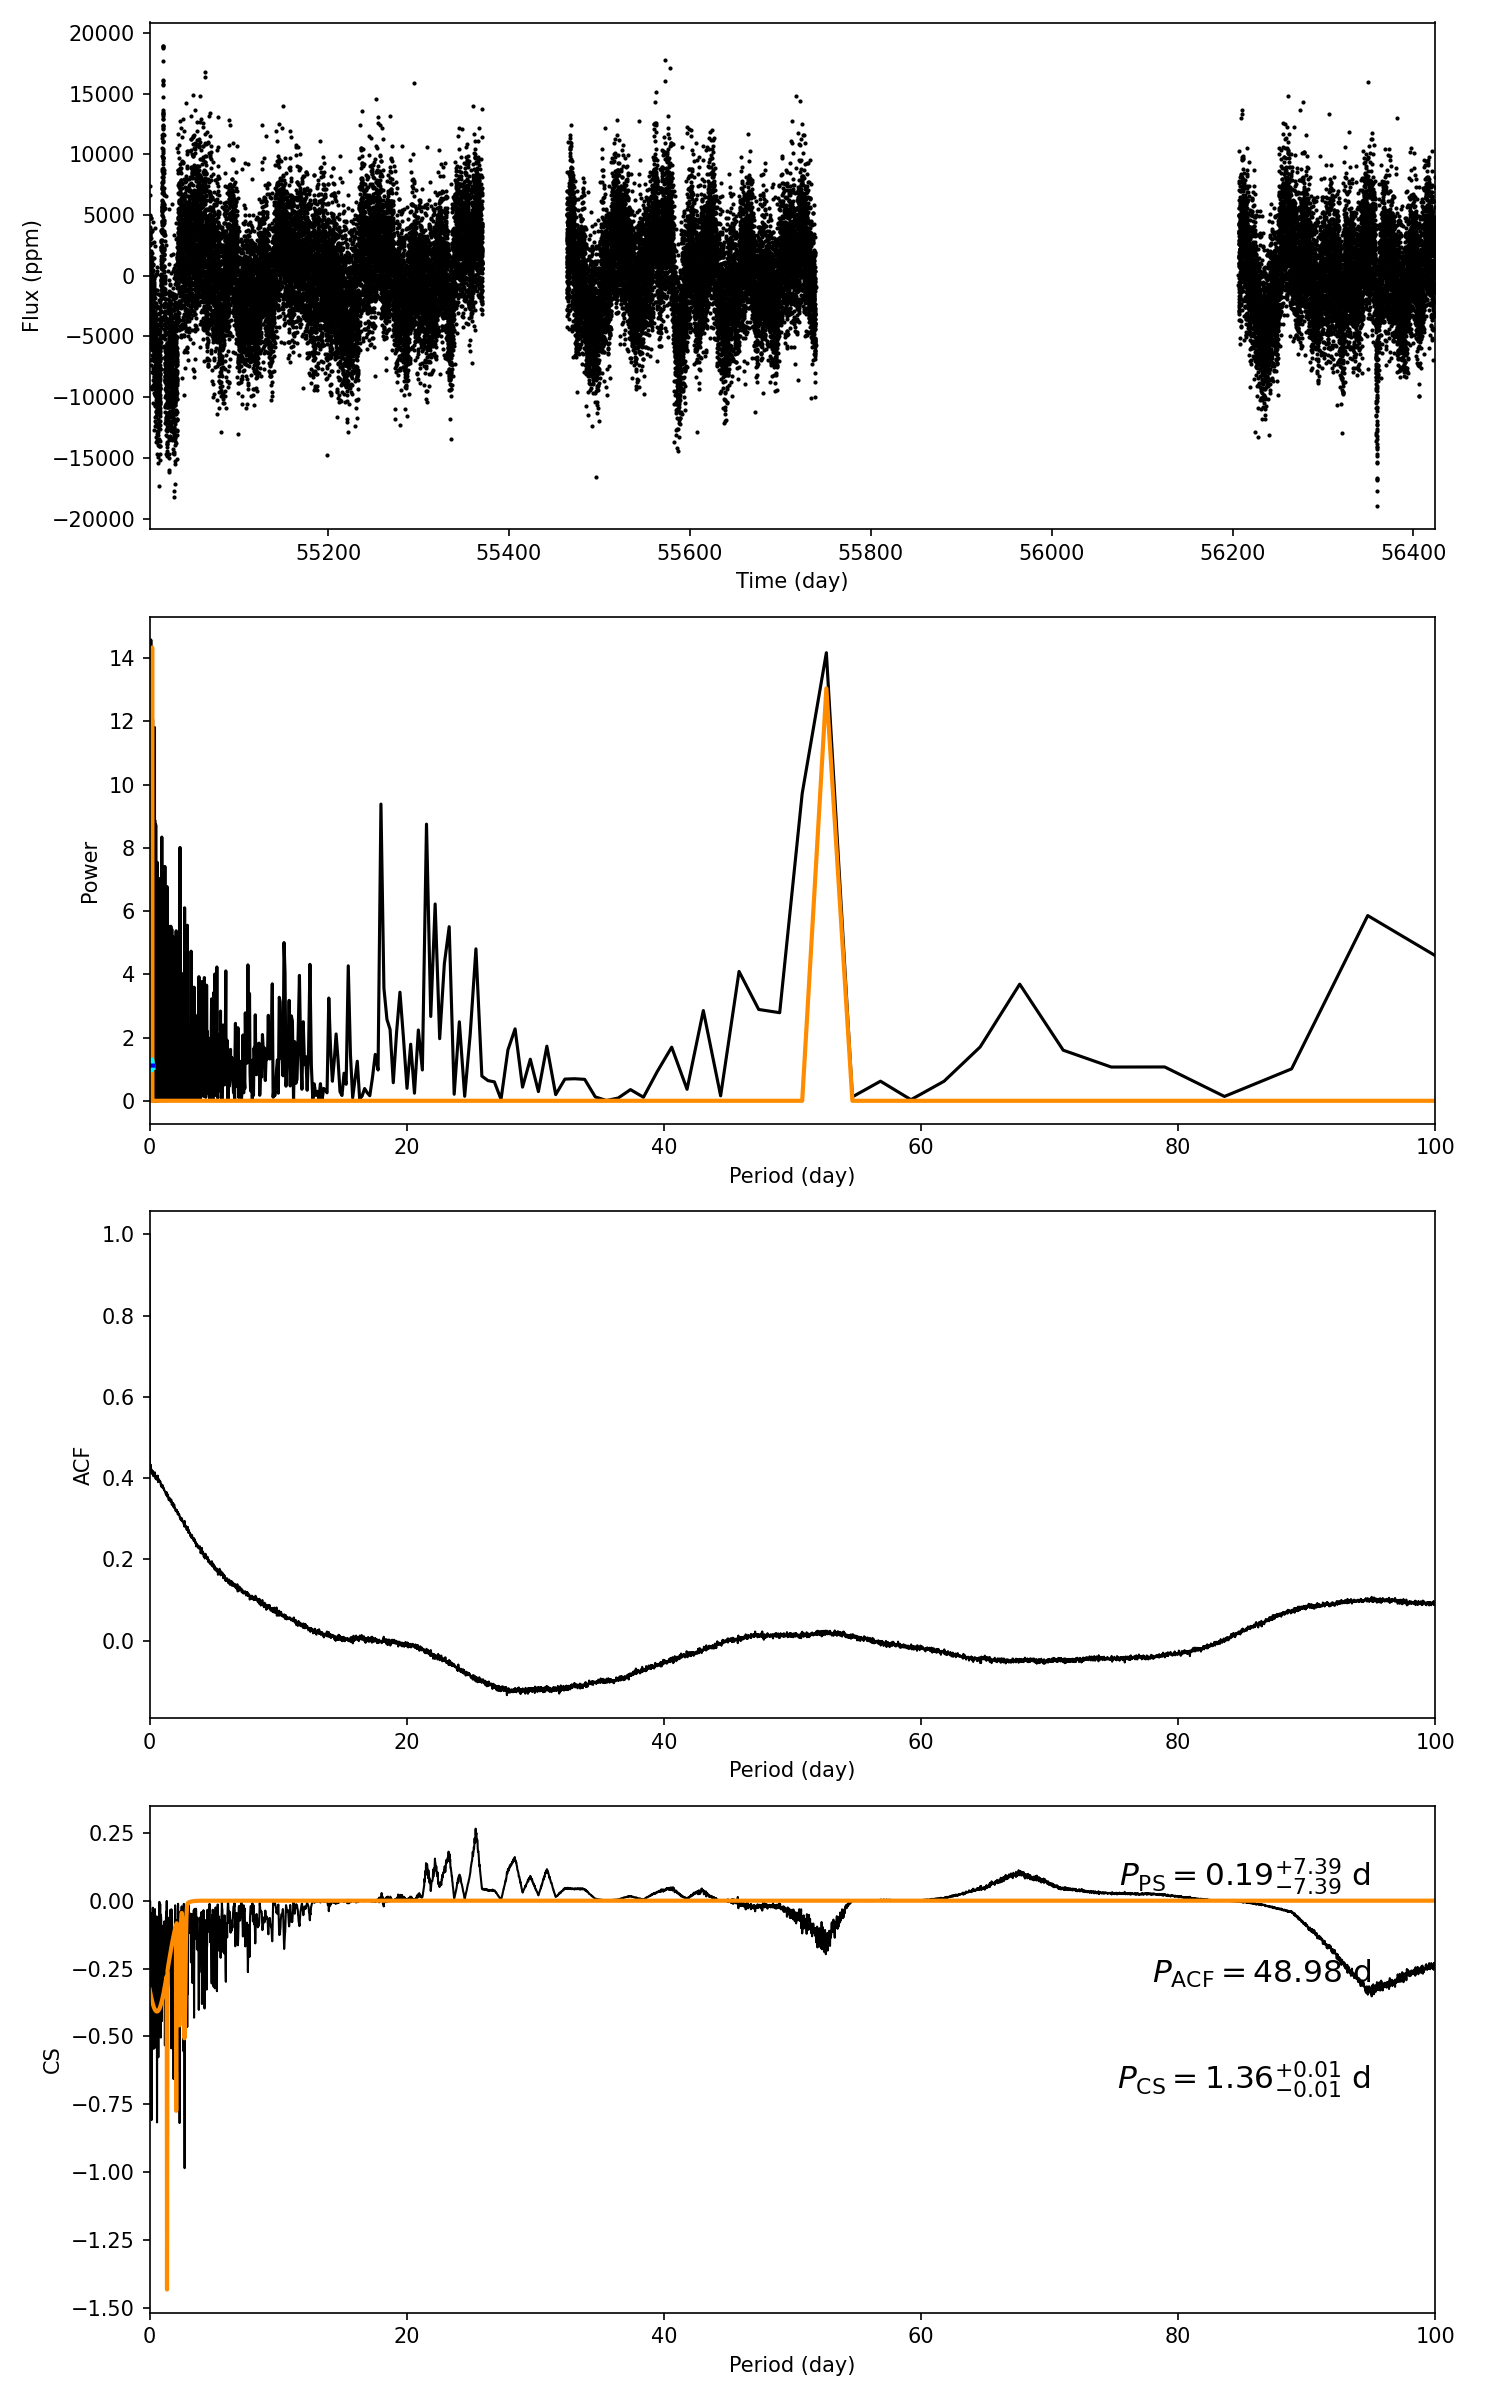 20000
15000
10000
5000
0
−5000
−10000
−15000
−20000
Flux (ppm)
55200 55400 55600 55800 56000 56200 56400
Time (day)
14
12
10
8
6
4
2
0
Power
0 20 40 60 80 100
Period (day)
1.0
0.8
0.6
0.4
0.2
0.0
ACF
0 20 40 60 80 100
Period (day)
0.25
0.00
−0.25
−0.50
−0.75
−1.00
−1.25
−1.50
CS
P_PS = 0.19^{+7.39}_{−7.39} d
P_ACF = 48.98 d
P_CS = 1.36^{+0.01}_{−0.01} d
0 20 40 60 80 100
Period (day)